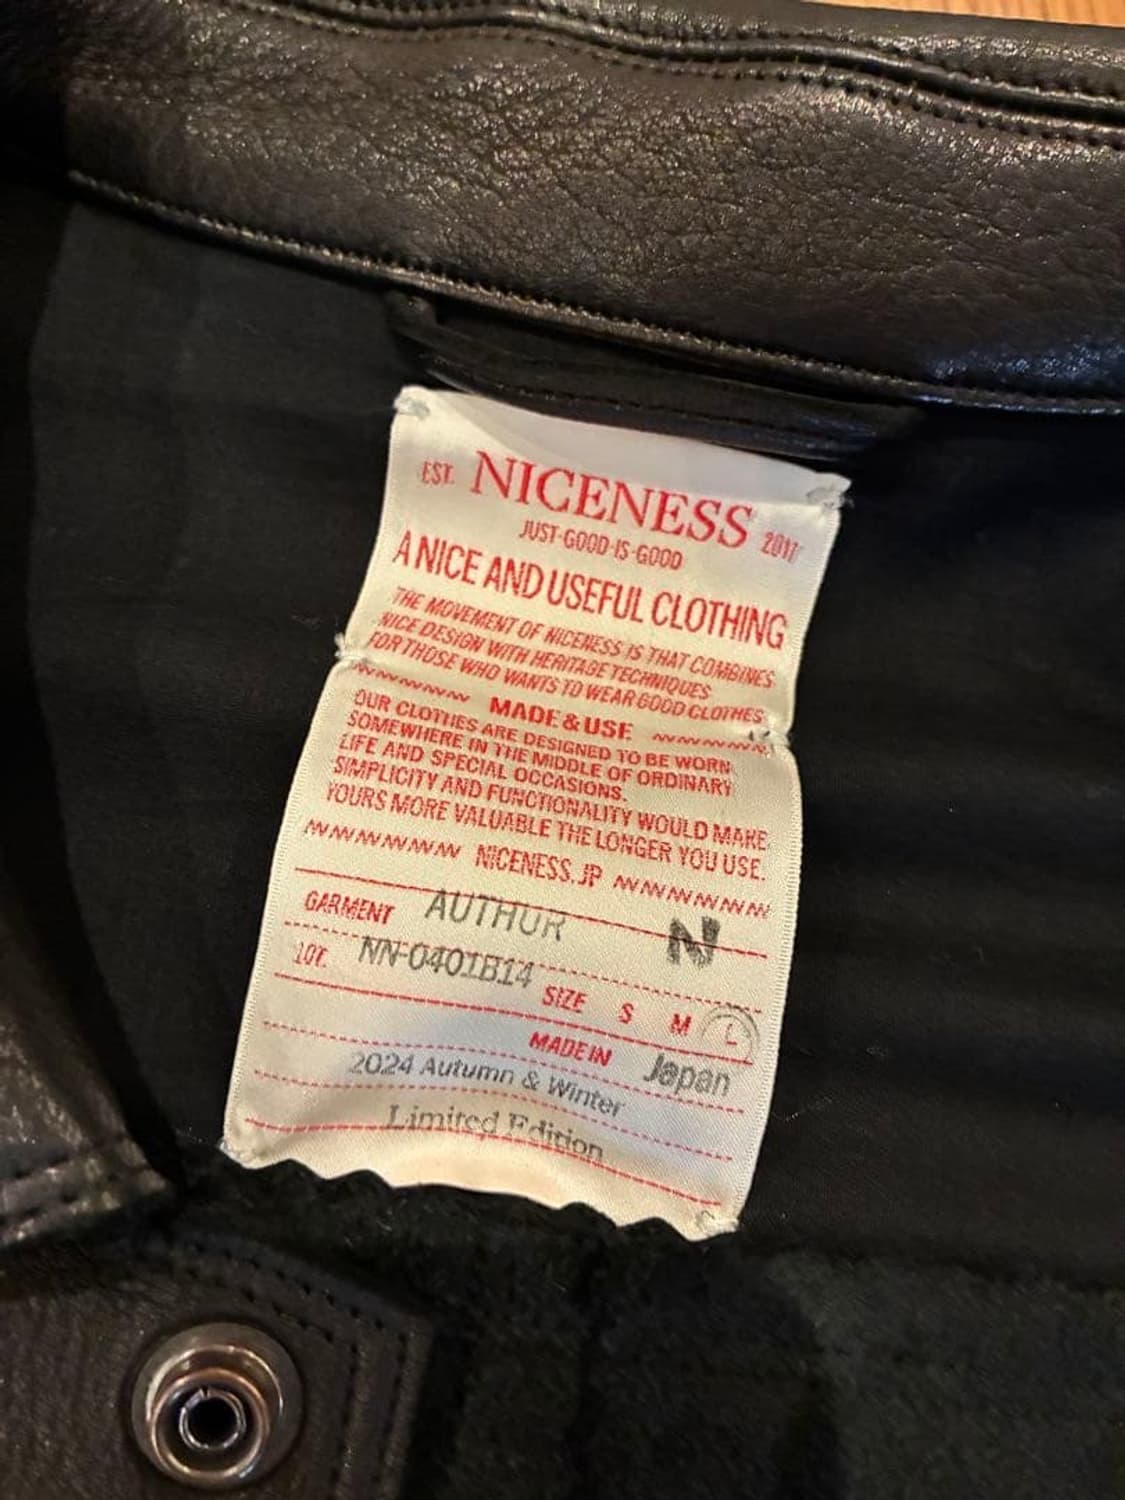 EST. NICENESS 2017
JUST-GOOD-IS-GOOD
A NICE AND USEFUL CLOTHING
THE MOVEMENT OF NICENESS IS THAT COMBINES
NICE DESIGN WITH HERITAGE TECHNIQUES
FOR THOSE WHO WANTS TO WEAR GOOD CLOTHES
MADE & USE
OUR CLOTHES ARE DESIGNED TO BE WORN
SOMEWHERE IN THE MIDDLE OF ORDINARY
LIFE AND SPECIAL OCCASIONS.
SIMPLICITY AND FUNCTIONALITY WOULD MAKE
YOURS MORE VALUABLE THE LONGER YOU USE.
NICENESS.JP
GARMENT AUTHUR N
LOT. NN-0401B14
SIZE S M L
MADE IN Japan
2024 Autumn & Winter
Limited Edition